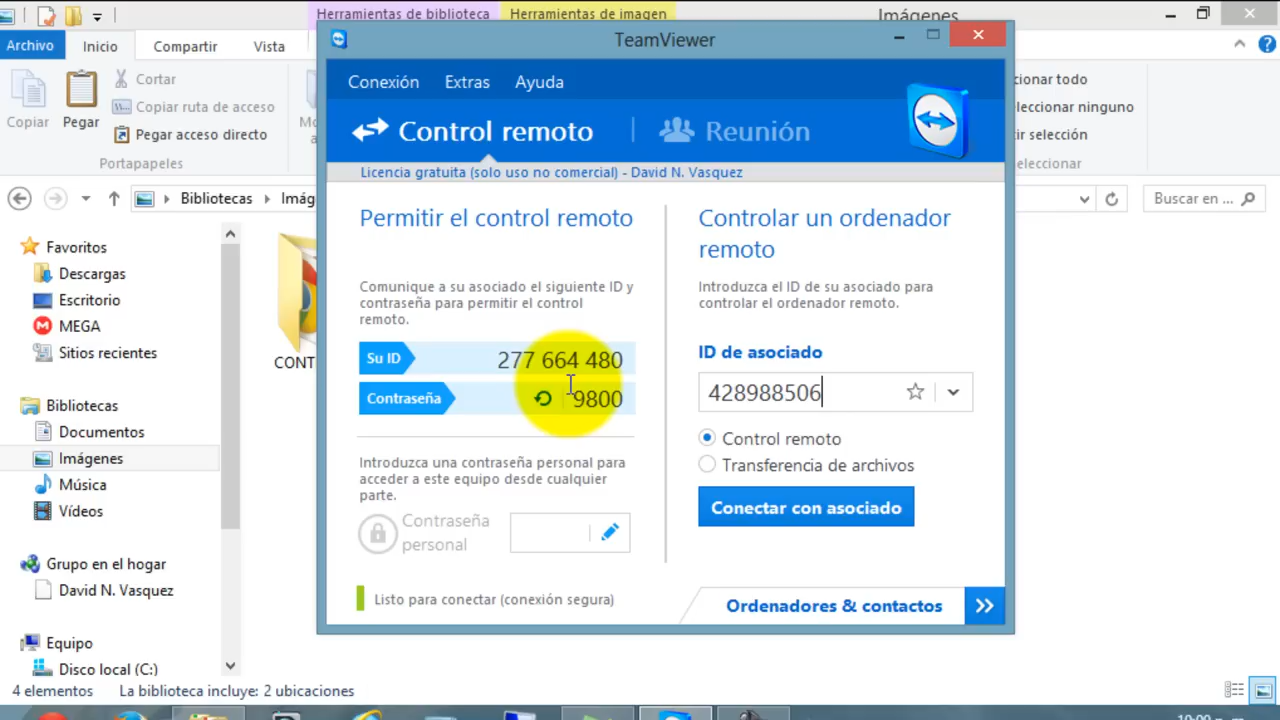 Herramientas de biblioteca
Herramientas de imagen
Imágenes
Archivo
Inicio
Compartir
Vista
Copiar
Pegar
Cortar
Copiar ruta de acceso
Pegar acceso directo
Portapapeles
Bibliotecas
Buscar en ...
TeamViewer
Conexión Extras Ayuda
Control remoto
Reunión
Licencia gratuita (solo uso no comercial) - David N. Vasquez
Permitir el control remoto
Comunique a su asociado el siguiente ID y
contraseña para permitir el control
remoto.
Su ID
277 664 480
Contraseña
9800
Introduzca una contraseña personal para
acceder a este equipo desde cualquier
parte.
Contraseña
personal
Listo para conectar (conexión segura)
Controlar un ordenador
remoto
Introduzca el ID de su asociado para
controlar el ordenador remoto.
ID de asociado
428988506
Control remoto
Transferencia de archivos
Conectar con asociado
Ordenadores & contactos
Favoritos
Descargas
Escritorio
MEGA
Sitios recientes
Bibliotecas
Documentos
Imágenes
Música
Vídeos
Grupo en el hogar
David N. Vasquez
Equipo
Disco local (C:)
4 elementos
La biblioteca incluye: 2 ubicaciones